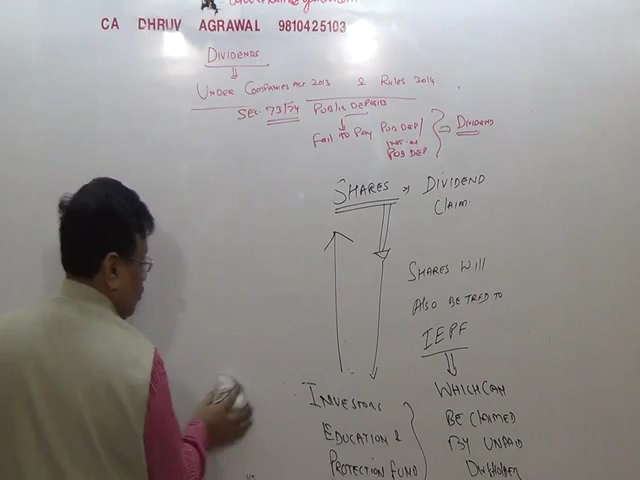 CA DHRUV AGRAWAL 9810425103
DIVIDENDS
UNDER COMPANIES ACT 2013 & RULES 2014
SEC. 73/74 PUBLIC DEPOSITS
FAIL TO PAY PUB DEP/ INT. ON PUB DEP
DIVIDEND
SHARES
DIVIDEND
CLAIM.
SHARES WILL
ALSO BE TRED TO
IEPF
WHICH CAN
BE CLAIMED
BY UNPAID
INVESTORS
EDUCATION &
PROTECTION FUND